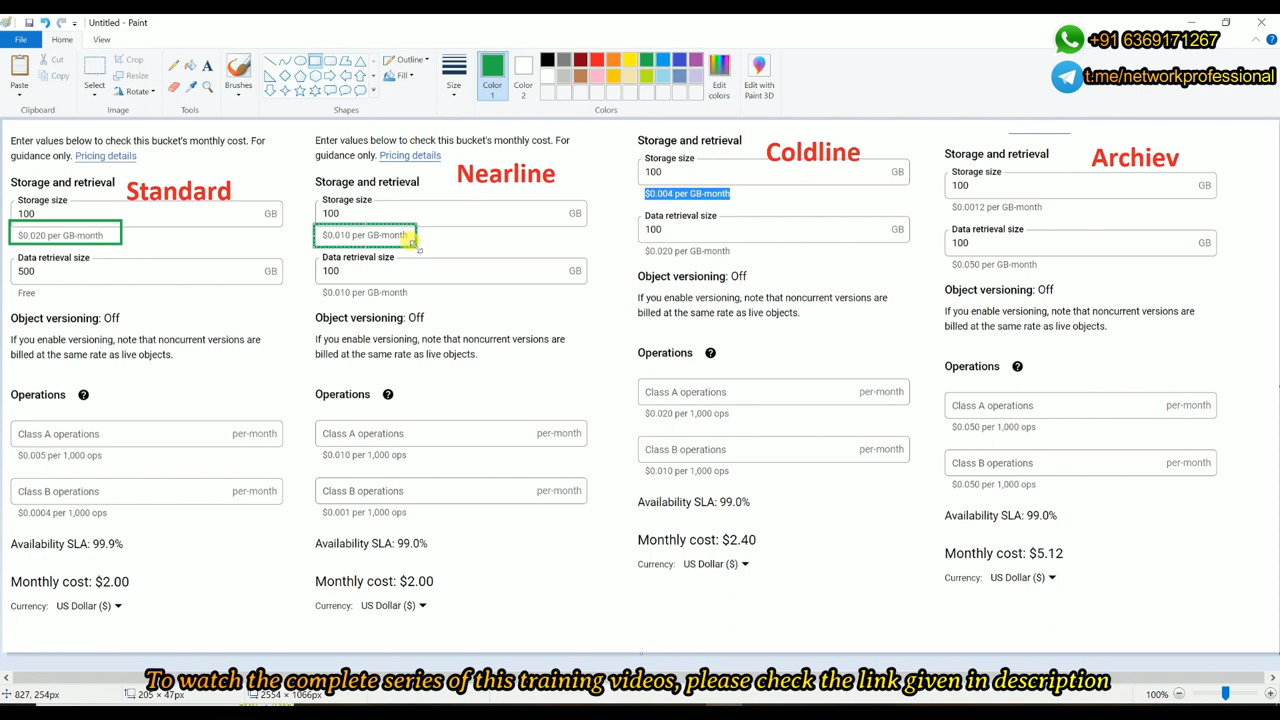 Untitled - Paint
File Home View
+91 6369171267
t.me/networkprofessional
Paste
Cut
Copy
Clipboard
Select
Crop
Resize
Rotate
Image
Tools
Brushes
Shapes
Outline
Fill
Size
Color 1
Color 2
Edit colors
Edit with Paint 3D
Colors
Enter values below to check this bucket's monthly cost. For
guidance only. Pricing details
Storage and retrieval
Standard
Storage size
100 GB
$0.020 per GB-month
Data retrieval size
500 GB
Free
Object versioning: Off
If you enable versioning, note that noncurrent versions are
billed at the same rate as live objects.
Operations
Class A operations per-month
$0.005 per 1,000 ops
Class B operations per-month
$0.0004 per 1,000 ops
Availability SLA: 99.9%
Monthly cost: $2.00
Currency: US Dollar ($)
Enter values below to check this bucket's monthly cost. For
guidance only. Pricing details
Nearline
Storage and retrieval
Storage size
100 GB
$0.010 per GB-month
Data retrieval size
100 GB
$0.010 per GB-month
Object versioning: Off
If you enable versioning, note that noncurrent versions are
billed at the same rate as live objects.
Operations
Class A operations per-month
$0.010 per 1,000 ops
Class B operations per-month
$0.001 per 1,000 ops
Availability SLA: 99.0%
Monthly cost: $2.00
Currency: US Dollar ($)
Storage and retrieval
Coldline
Storage size
100 GB
$0.004 per GB-month
Data retrieval size
100 GB
$0.020 per GB-month
Object versioning: Off
If you enable versioning, note that noncurrent versions are
billed at the same rate as live objects.
Operations
Class A operations per-month
$0.020 per 1,000 ops
Class B operations per-month
$0.010 per 1,000 ops
Availability SLA: 99.0%
Monthly cost: $2.40
Currency: US Dollar ($)
Storage and retrieval
Archiev
Storage size
100 GB
$0.0012 per GB-month
Data retrieval size
100 GB
$0.050 per GB-month
Object versioning: Off
If you enable versioning, note that noncurrent versions are
billed at the same rate as live objects.
Operations
Class A operations per-month
$0.050 per 1,000 ops
Class B operations per-month
$0.050 per 1,000 ops
Availability SLA: 99.0%
Monthly cost: $5.12
Currency: US Dollar ($)
To watch the complete series of this training videos, please check the link given in description
827, 254px
205 × 47px
2554 × 1066px
100%